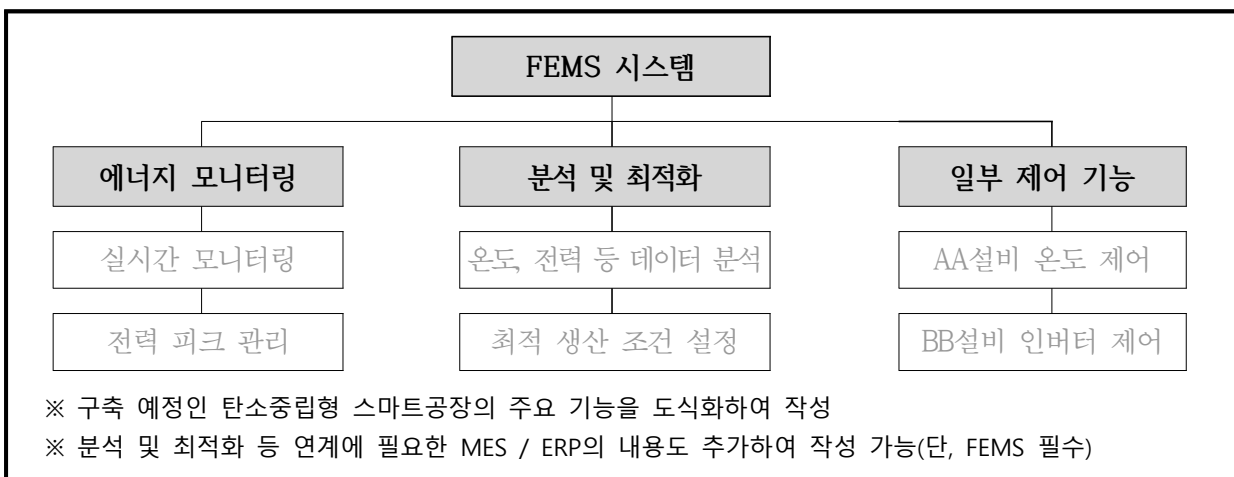 FEMS 시스템
에너지 모니터링
분석 및 최적화
일부 제어 기능
실시간 모니터링
온도, 전력 등 데이터 분석
AA설비 온도 제어
전력 피크 관리
최적 생산 조건 설정
BB설비 인버터 제어
※ 구축 예정인 탄소중립형 스마트공장의 주요 기능을 도식화하여 작성
※ 분석 및 최적화 등 연계에 필요한 MES / ERP의 내용도 추가하여 작성 가능(단, FEMS 필수)